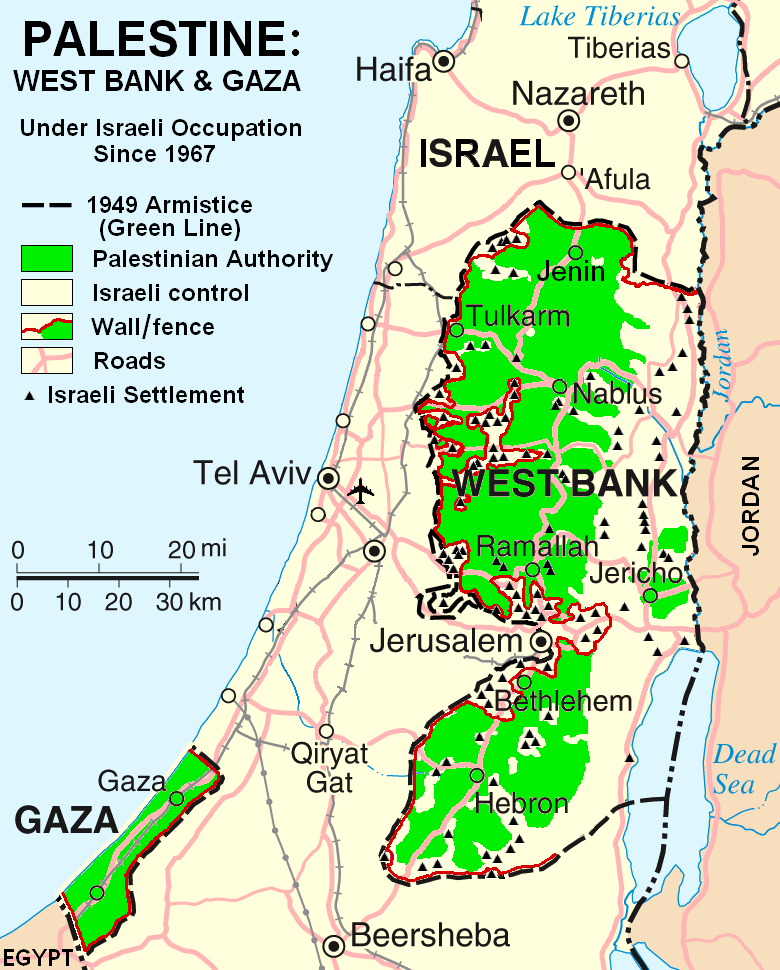 PALESTINE:
WEST BANK & GAZA
Under Israeli Occupation
Since 1967
1949 Armistice
(Green Line)
Palestinian Authority
Israeli control
Wall/fence
Roads
Israeli Settlement
Lake Tiberias
Tiberias
Haifa
Nazareth
ISRAEL
'Afula
Jenin
Tulkarm
Jordan
Nablus
Tel Aviv
WEST BANK
JORDAN
0 10 20 mi
0 10 20 30 km
Ramallah
Jericho
Jerusalem
Bethlehem
Qiryat
Gat
Dead
Sea
Gaza
GAZA
Hebron
Beersheba
EGYPT